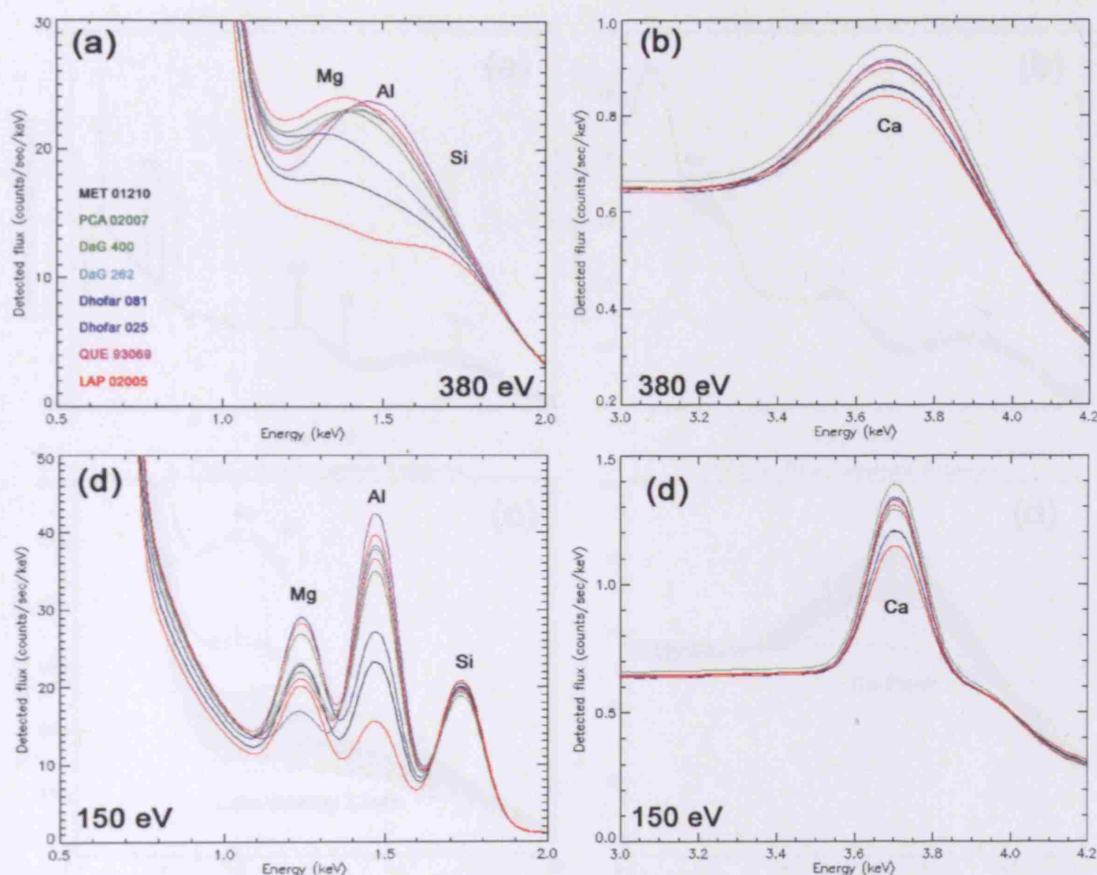 (a)
Mg
Al
Si
MET 01210
PCA 02007
DaG 400
DaG 262
Dhofar 081
Dhofar 025
QUE 93069
LAP 02005
380 eV
Detected flux (counts/sec/keV)
30
20
10
0
0.5
1.0
1.5
2.0
Energy (keV)
(b)
Ca
380 eV
Detected flux (counts/sec/keV)
1.0
0.8
0.6
0.4
0.2
3.0
3.2
3.4
3.6
3.8
4.0
4.2
Energy (keV)
(d)
Mg
Al
Si
150 eV
Detected flux (counts/sec/keV)
50
40
30
20
10
0
0.5
1.0
1.5
2.0
Energy (keV)
(d)
Ca
150 eV
Detected flux (counts/sec/keV)
1.5
1.0
0.5
0.0
3.0
3.2
3.4
3.6
3.8
4.0
4.2
Energy (keV)